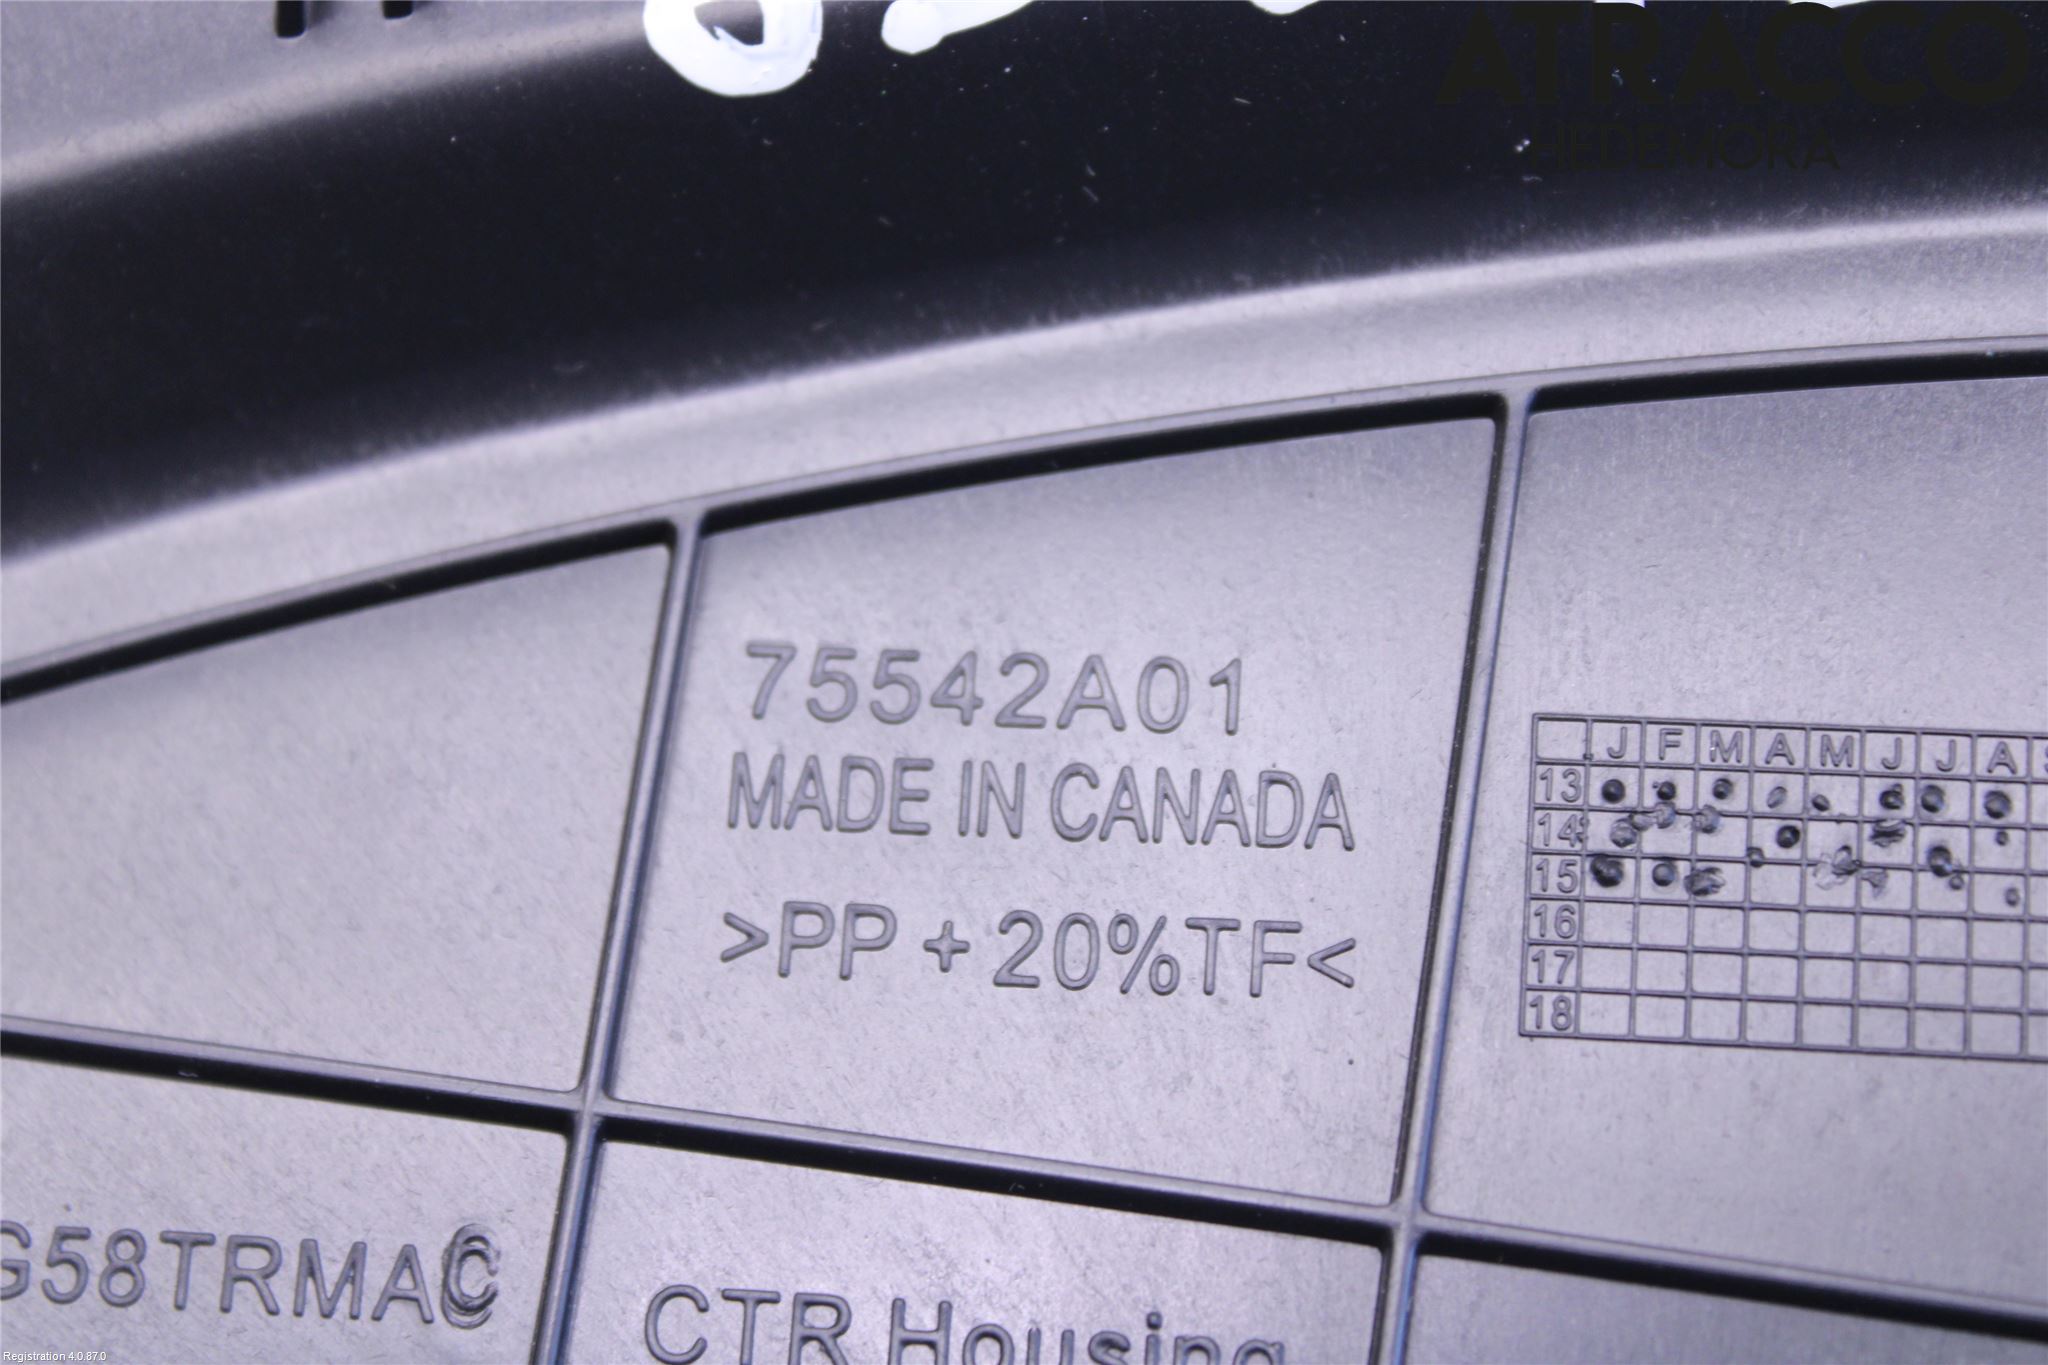 ATRACCO
HEDEMORA
75542A01
MADE IN CANADA
>PP + 20%TF<
J F M A M J J A
13
14
15
16
17
18
G58TRMAC
CTR Housing
Registration 4.0.87.0